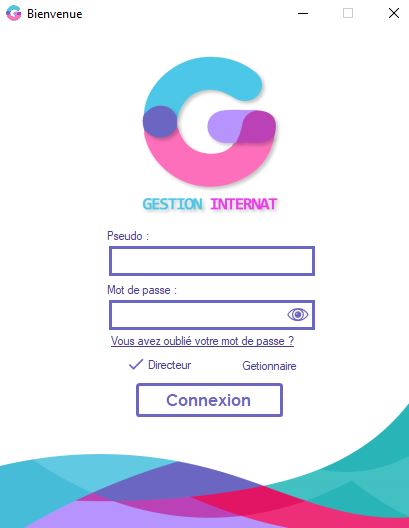 Bienvenue
GESTION INTERNAT
Pseudo :
Mot de passe :
Vous avez oublié votre mot de passe ?
Directeur Getionnaire
Connexion